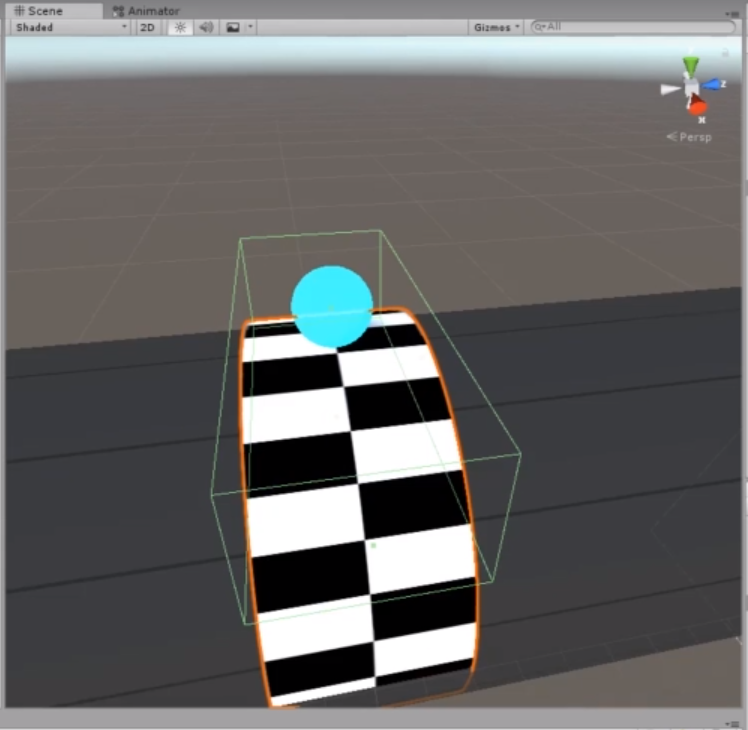 Scene Animator
Shaded 2D Gizmos All
z
x
Persp